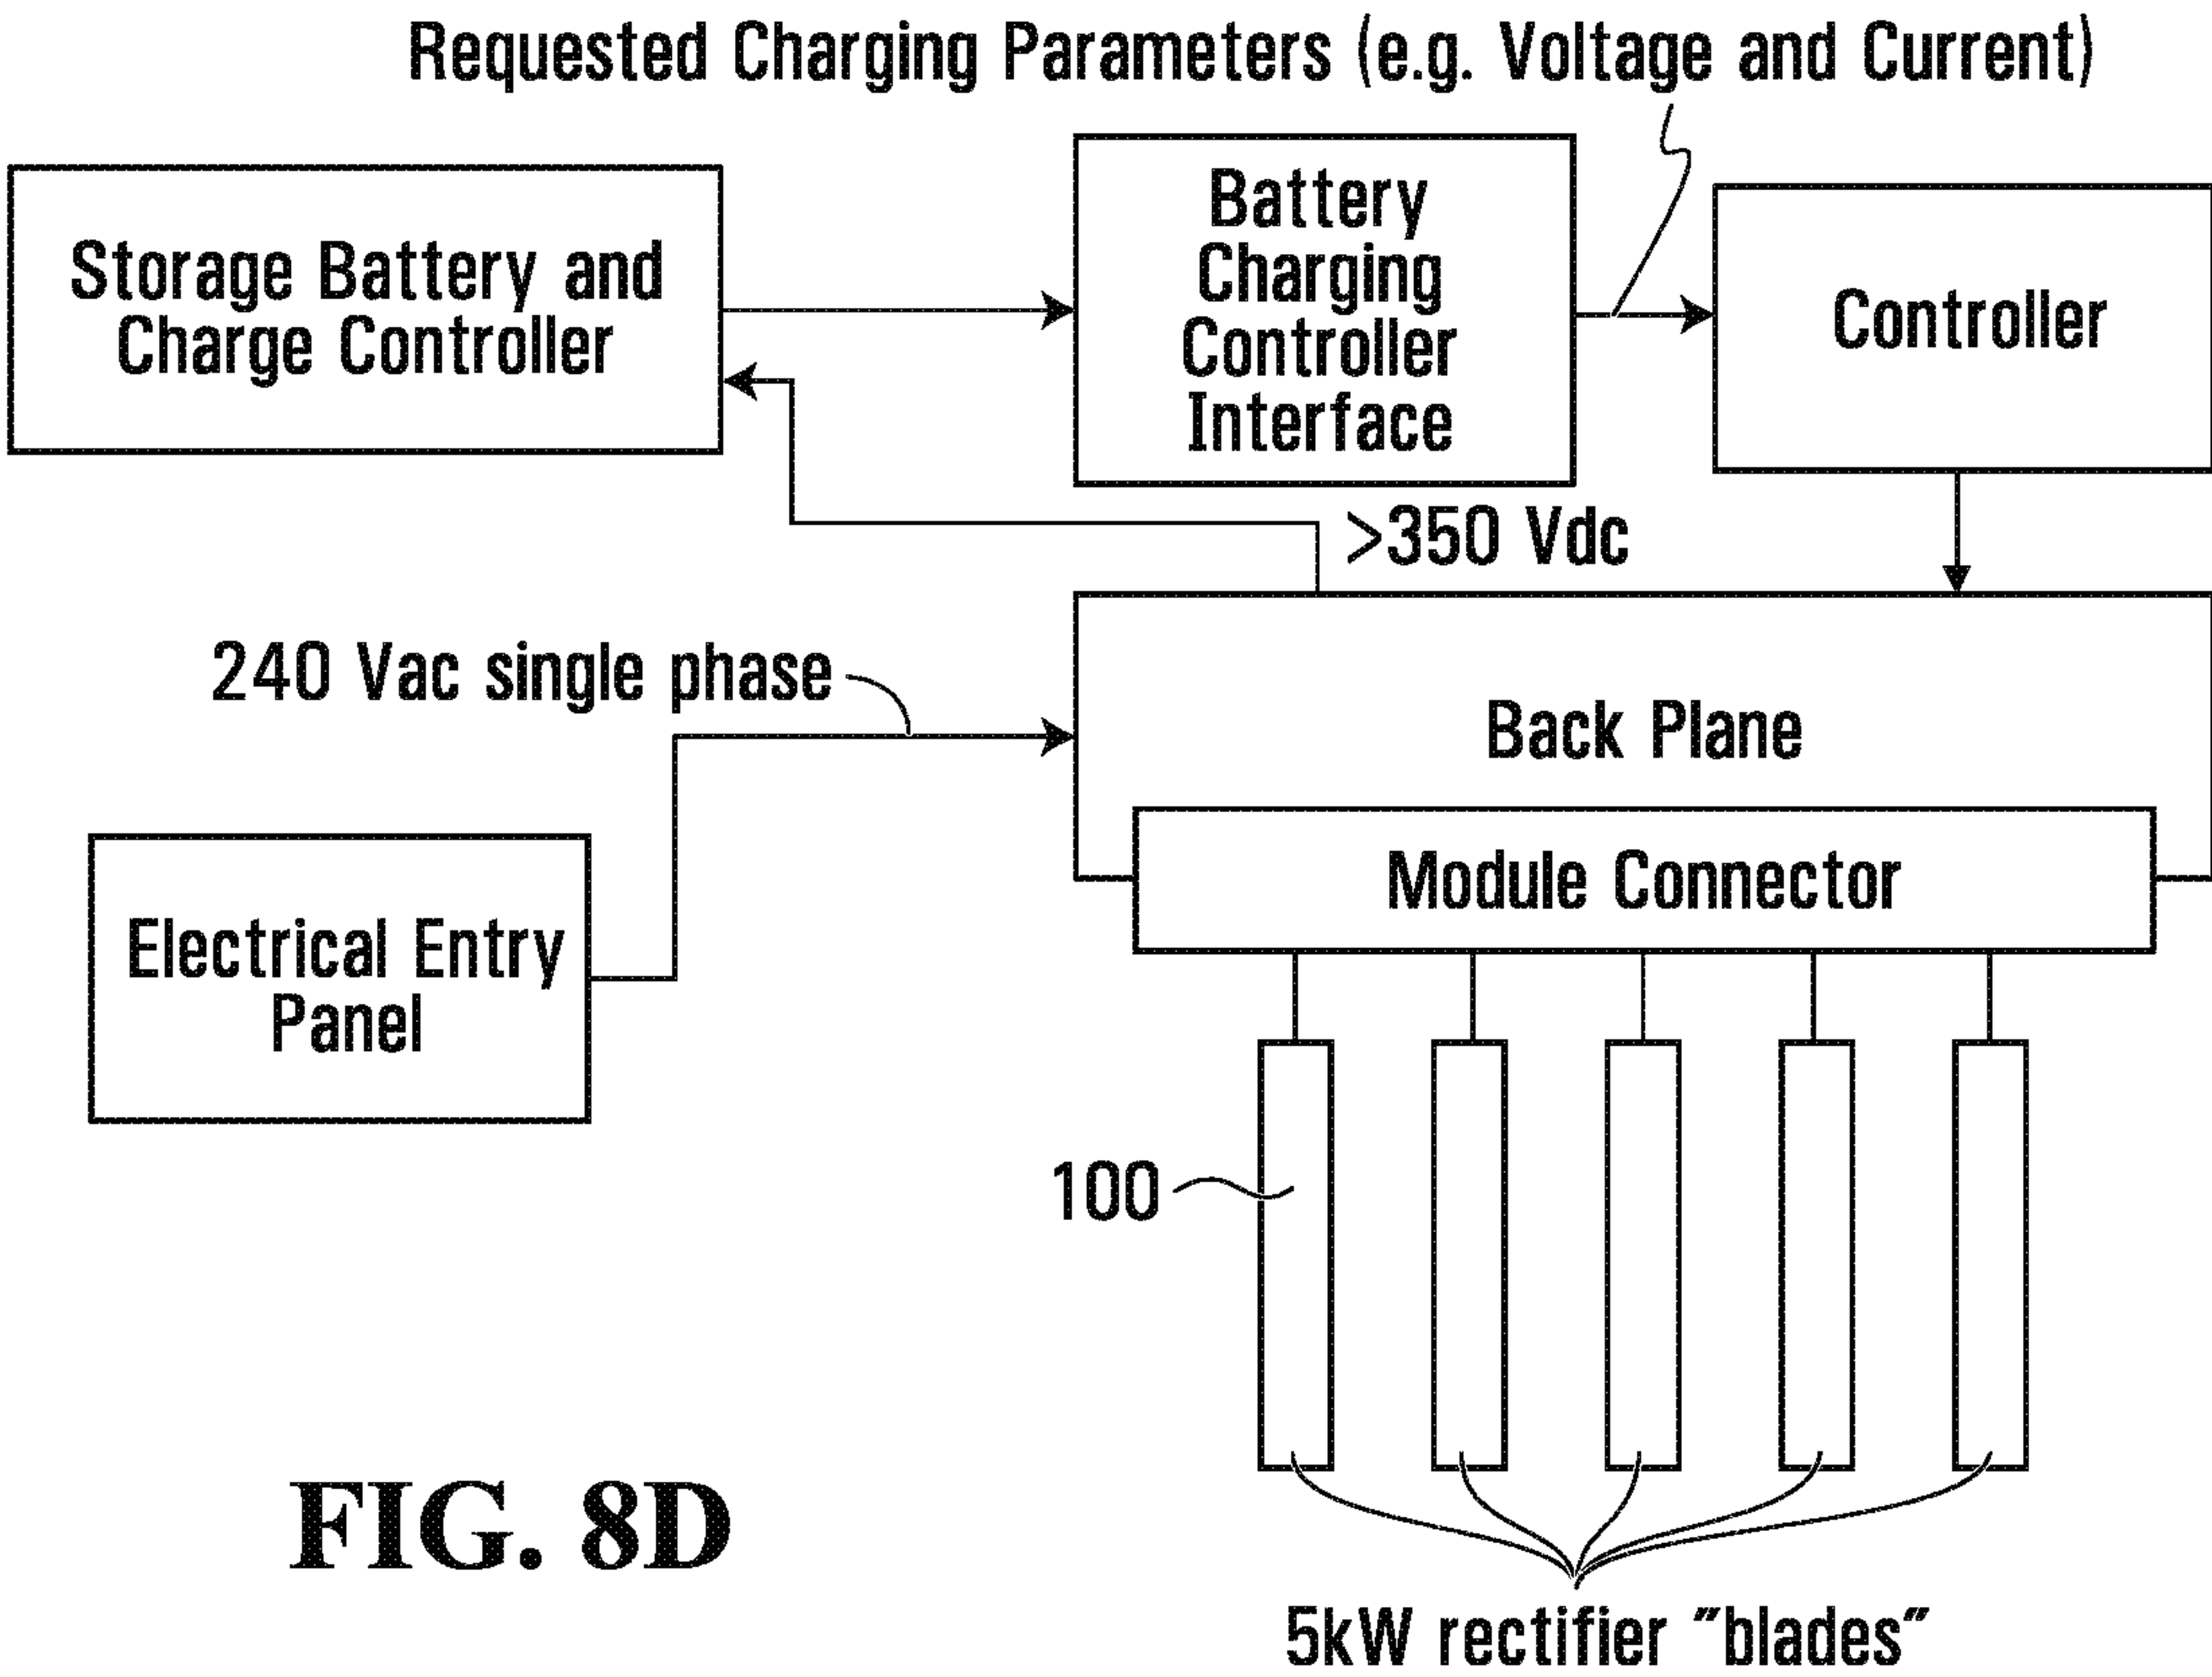 Requested Charging Parameters (e.g. Voltage and Current)
Storage Battery and
Charge Controller
Battery
Charging
Controller
Interface
Controller
>350 Vdc
240 Vac single phase
Back Plane
Module Connector
Electrical Entry
Panel
100
FIG. 8D
5kW rectifier "blades"